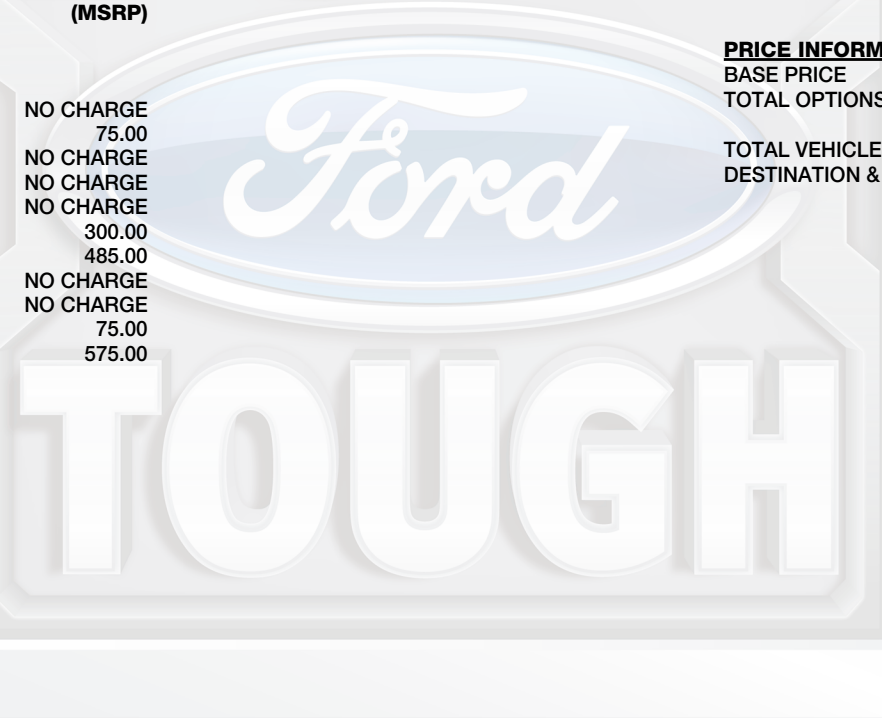 (MSRP)
NO CHARGE
75.00
NO CHARGE
NO CHARGE
NO CHARGE
300.00
485.00
NO CHARGE
NO CHARGE
75.00
575.00
PRICE INFORM
BASE PRICE
TOTAL OPTIONS
TOTAL VEHICLE
DESTINATION &
Ford
TOUGH